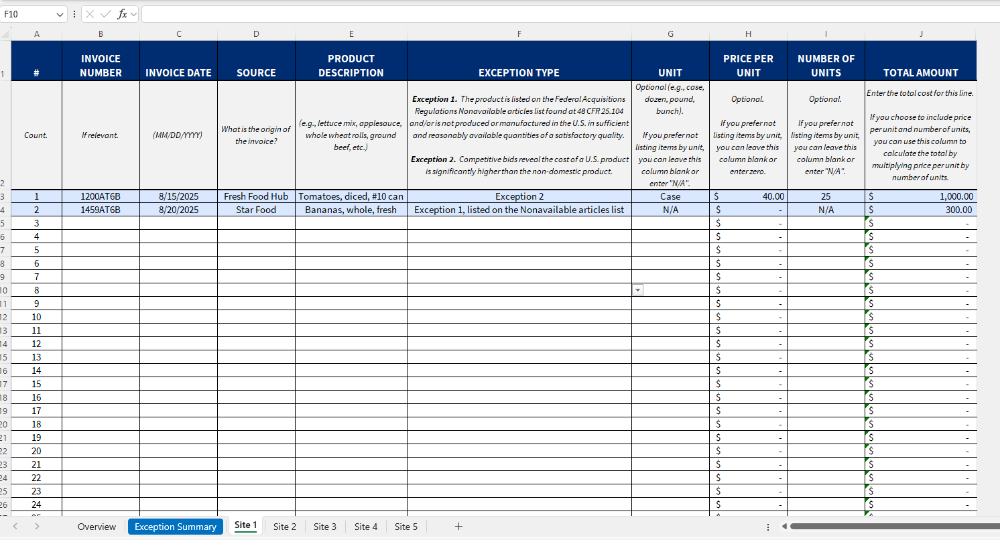 F10
fx
A B C D E F G H I J
1 # INVOICE NUMBER INVOICE DATE SOURCE PRODUCT DESCRIPTION EXCEPTION TYPE UNIT PRICE PER UNIT NUMBER OF UNITS TOTAL AMOUNT
2
Count.
If relevant.
(MM/DD/YYYY)
What is the origin of
the invoice?
(e.g., lettuce mix, applesauce,
whole wheat rolls, ground
beef, etc.)
Exception 1. The product is listed on the Federal Acquisitions
Regulations Nonavailable articles list found at 48 CFR 25.104
and/or is not produced or manufactured in the U.S. in sufficient
and reasonably available quantities of a satisfactory quality.
Exception 2. Competitive bids reveal the cost of a U.S. product
is significantly higher than the non-domestic product.
Optional (e.g., case,
dozen, pound,
bunch).
If you prefer not
listing items by unit,
you can leave this
column blank or
enter "N/A".
Optional.
If you prefer not
listing items by unit,
you can leave this
column blank or
enter zero.
Optional.
If you prefer not
listing items by unit,
you can leave this
column blank or
enter "N/A".
Enter the total cost for this line.
If you choose to include price
per unit and number of units,
you can use this column to
calculate the total by
multiplying price per unit by
number of units.
3 1 1200AT6B 8/15/2025 Fresh Food Hub Tomatoes, diced, #10 can Exception 2 Case $ 40.00 25 $ 1,000.00
4 2 1459AT6B 8/20/2025 Star Food Bananas, whole, fresh Exception 1, listed on the Nonavailable articles list N/A $ - N/A $ 300.00
5 3 $ - $ -
6 4 $ - $ -
7 5 $ - $ -
8 6 $ - $ -
9 7 $ - $ -
10 8 $ - $ -
11 9 $ - $ -
12 10 $ - $ -
13 11 $ - $ -
14 12 $ - $ -
15 13 $ - $ -
16 14 $ - $ -
17 15 $ - $ -
18 16 $ - $ -
19 17 $ - $ -
20 18 $ - $ -
21 19 $ - $ -
22 20 $ - $ -
23 21 $ - $ -
24 22 $ - $ -
25 23 $ - $ -
26 24 $ - $ -
Overview Exception Summary Site 1 Site 2 Site 3 Site 4 Site 5 +